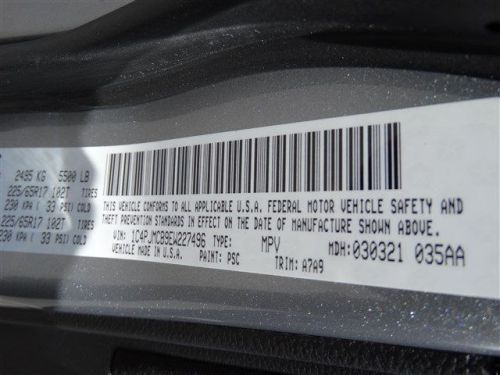 2495 KG 5500 LB
225/65R17 102T TIRES
230 KPA ( 33 PSI) COLD
225/65R17 102T TIRES
230 KPA ( 33 PSI) COLD
THIS VEHICLE CONFORMS TO ALL APPLICABLE U.S.A. FEDERAL MOTOR VEHICLE SAFETY AND
THEFT PREVENTION STANDARDS IN EFFECT ON THE DATE OF MANUFACTURE SHOWN ABOVE.
VIN: TYPE: MPV MDH: 030321 035AA
VEHICLE MADE IN U.S.A. PAINT: PSC TRIM: A7A9